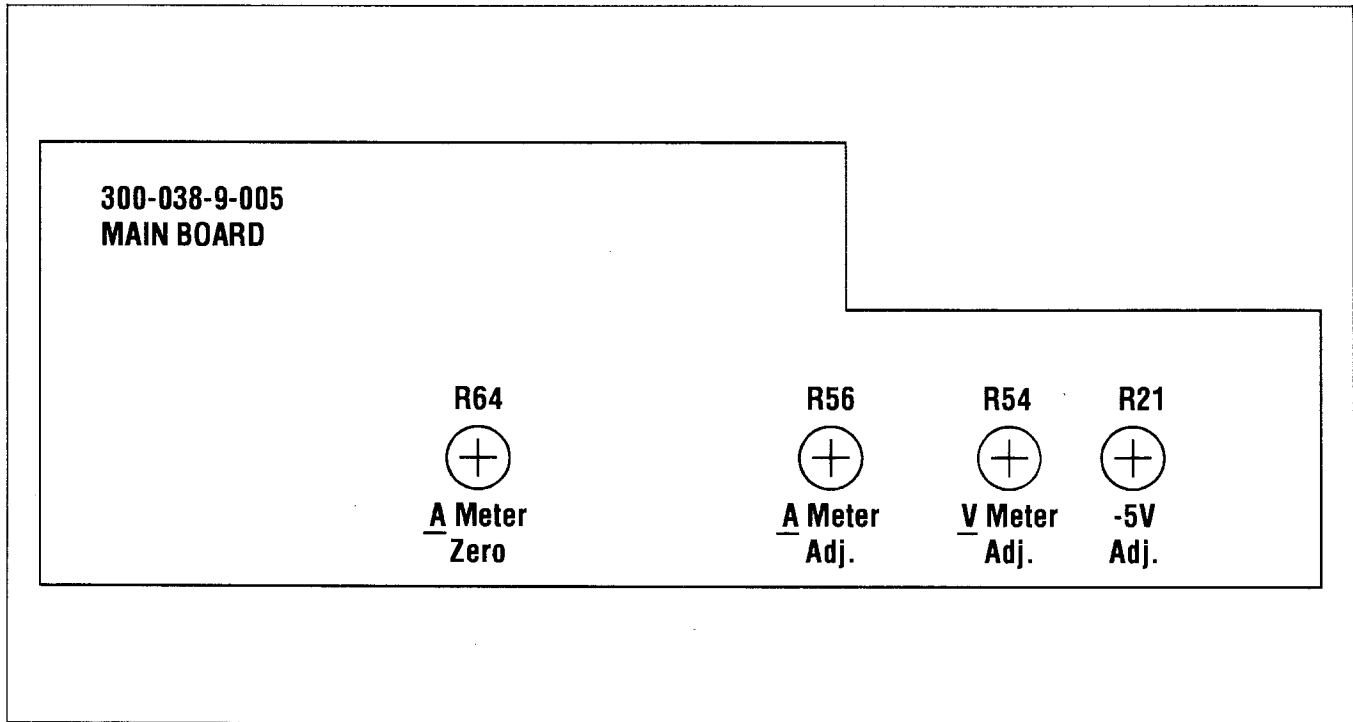 300-038-9-005
MAIN BOARD
R64
A Meter
Zero
R56
A Meter
Adj.
R54
V Meter
Adj.
R21
-5V
Adj.